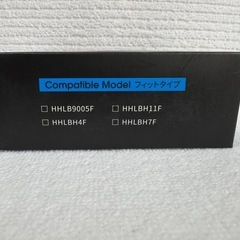 Compatible Model フィットタイプ
□ HHLB9005F □ HHLBH11F
□ HHLBH4F □ HHLBH7F